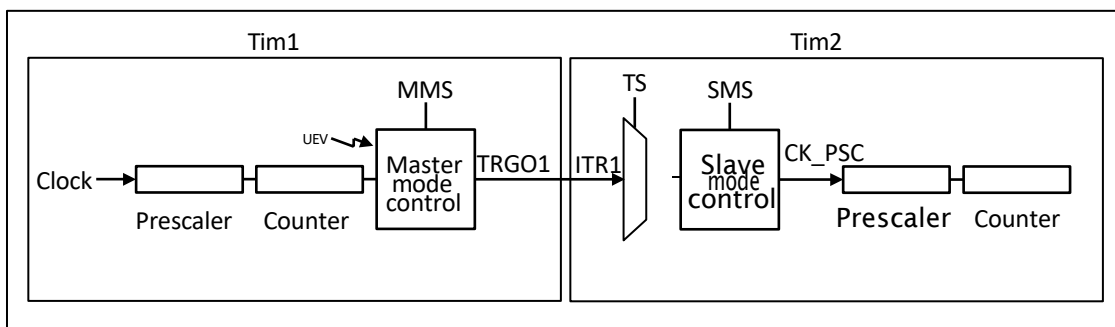 Tim1
Tim2
MMS
TS
SMS
UEV
Clock
Master
mode
control
TRGO1
ITR1
Slave
mode
control
CK_PSC
Prescaler
Counter
Prescaler
Counter